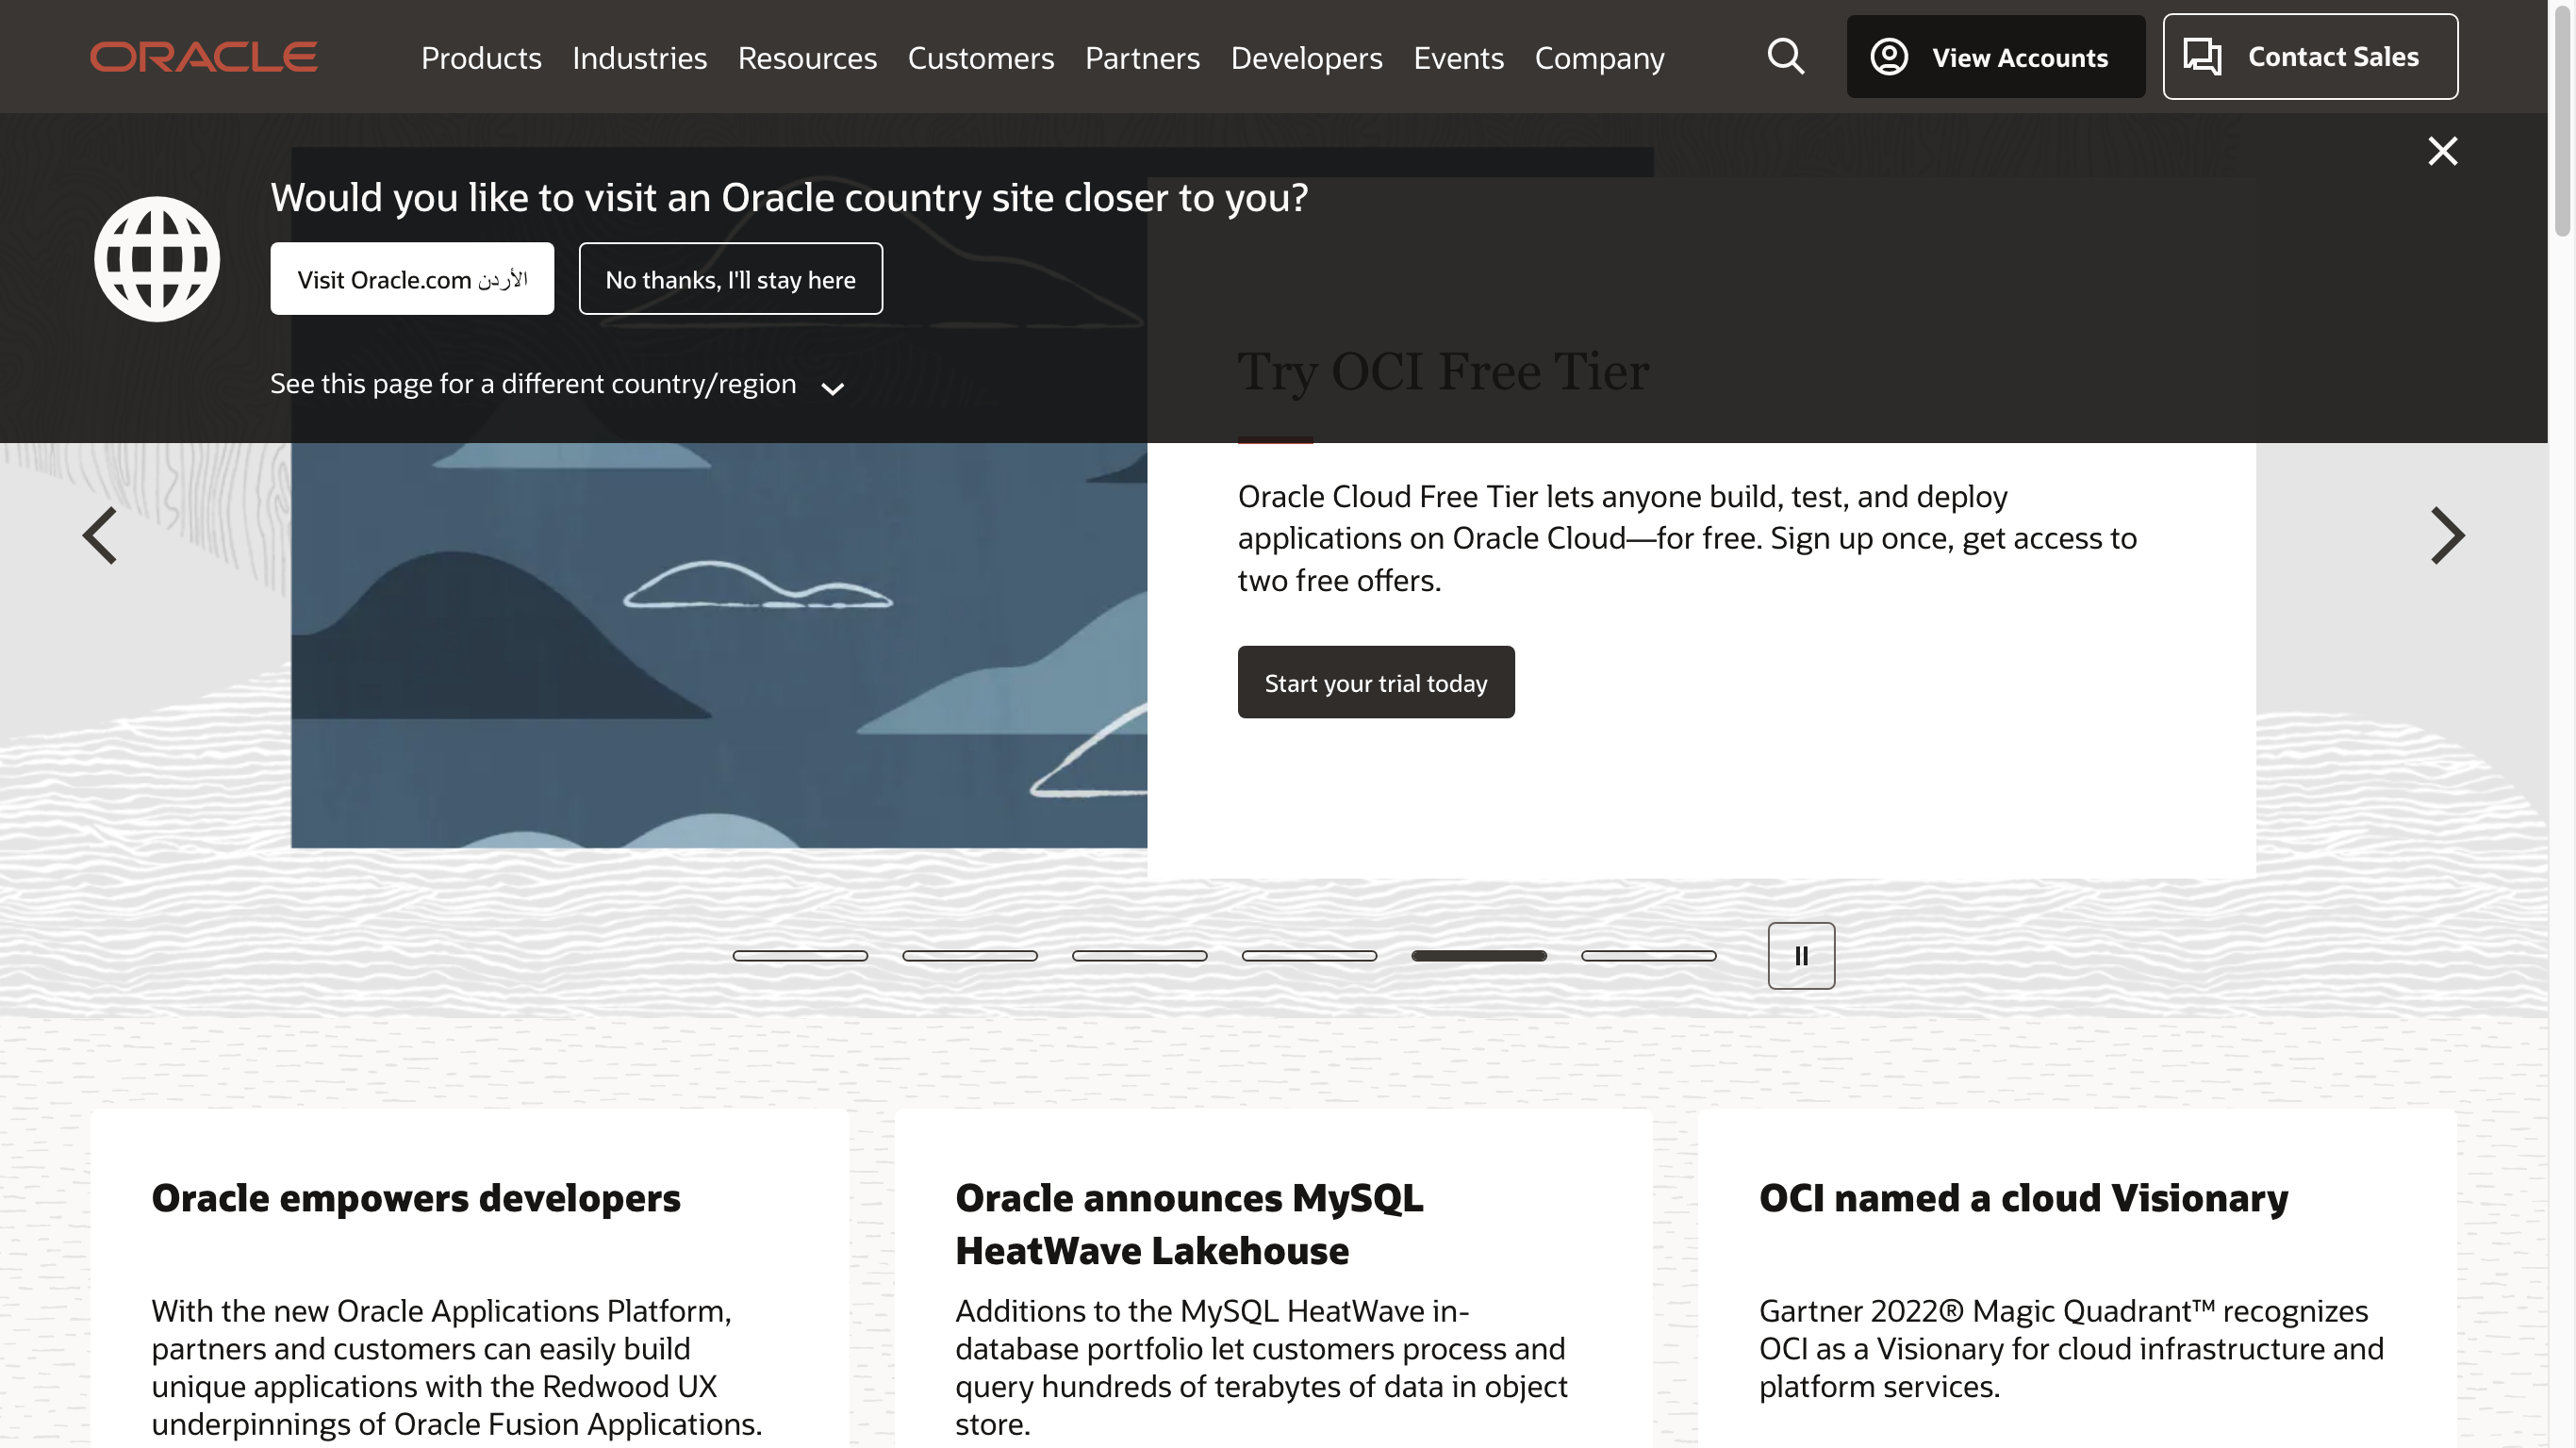 ORACLE
Products Industries Resources Customers Partners Developers Events Company
View Accounts
Contact Sales
Would you like to visit an Oracle country site closer to you?
Visit Oracle.com الأردن
No thanks, I'll stay here
See this page for a different country/region
Try OCI Free Tier
Oracle Cloud Free Tier lets anyone build, test, and deploy
applications on Oracle Cloud—for free. Sign up once, get access to
two free offers.
Start your trial today
Oracle empowers developers
With the new Oracle Applications Platform,
partners and customers can easily build
unique applications with the Redwood UX
underpinnings of Oracle Fusion Applications.
Oracle announces MySQL
HeatWave Lakehouse
Additions to the MySQL HeatWave in-
database portfolio let customers process and
query hundreds of terabytes of data in object
store.
OCI named a cloud Visionary
Gartner 2022® Magic Quadrant™ recognizes
OCI as a Visionary for cloud infrastructure and
platform services.